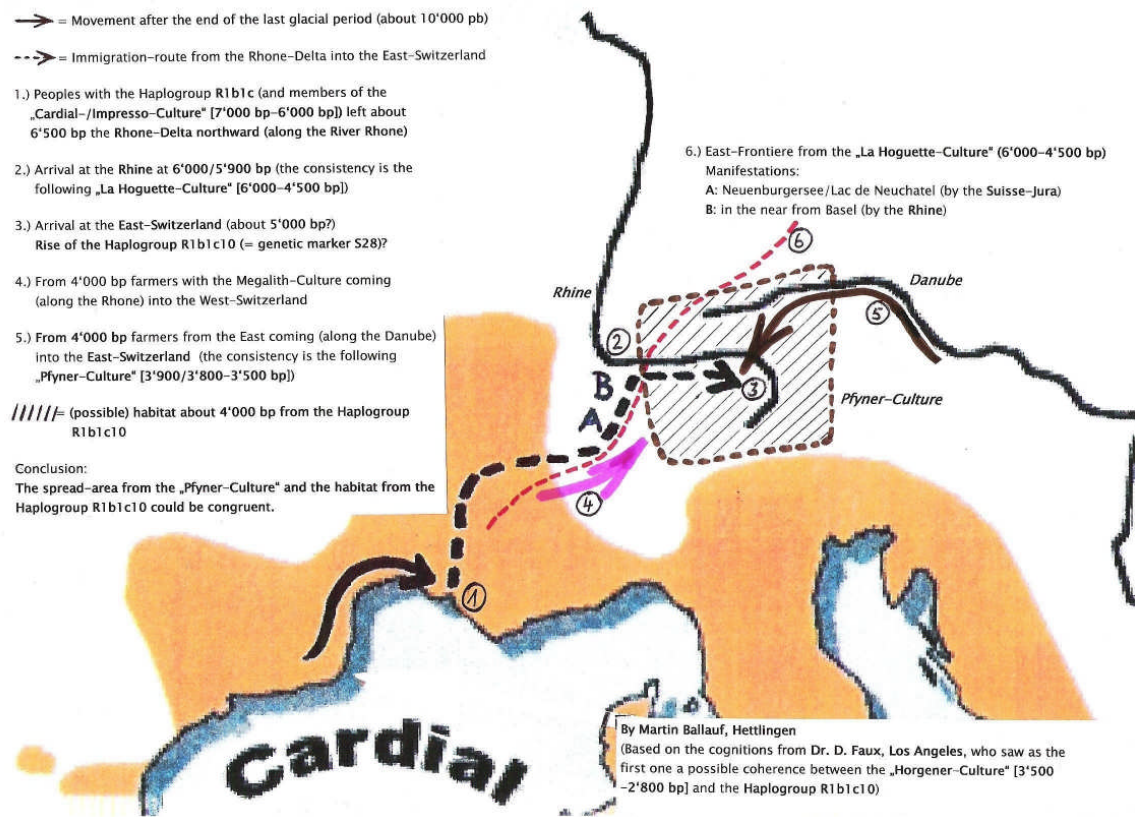 = Movement after the end of the last glacial period (about 10'000 pb)
= Immigration-route from the Rhone-Delta into the East-Switzerland
1.) Peoples with the Haplogroup R1b1c (and members of the
„Cardial-/Impresso-Culture" [7'000 bp-6'000 bp]) left about
6'500 bp the Rhone-Delta northward (along the River Rhone)
2.) Arrival at the Rhine at 6'000/5'900 bp (the consistency is the
following „La Hoguette-Culture" [6'000-4'500 bp])
3.) Arrival at the East-Switzerland (about 5'000 bp?)
Rise of the Haplogroup R1b1c10 (= genetic marker S28)?
4.) From 4'000 bp farmers with the Megalith-Culture coming
(along the Rhone) into the West-Switzerland
5.) From 4'000 bp farmers from the East coming (along the Danube)
into the East-Switzerland (the consistency is the following
„Pfyner-Culture" [3'900/3'800-3'500 bp])
= (possible) habitat about 4'000 bp from the Haplogroup
R1b1c10
Conclusion:
The spread-area from the „Pfyner-Culture" and the habitat from the
Haplogroup R1b1c10 could be congruent.
6.) East-Frontiere from the „La Hoguette-Culture" (6'000-4'500 bp)
Manifestations:
A: Neuenburgersee/Lac de Neuchatel (by the Suisse-Jura)
B: in the near from Basel (by the Rhine)
6
Rhine
Danube
5
2
B
3
A
Pfyner-Culture
4
1
Cardial
By Martin Ballauf, Hettlingen
(Based on the cognitions from Dr. D. Faux, Los Angeles, who saw as the
first one a possible coherence between the „Horgener-Culture" [3'500
-2'800 bp] and the Haplogroup R1b1c10)